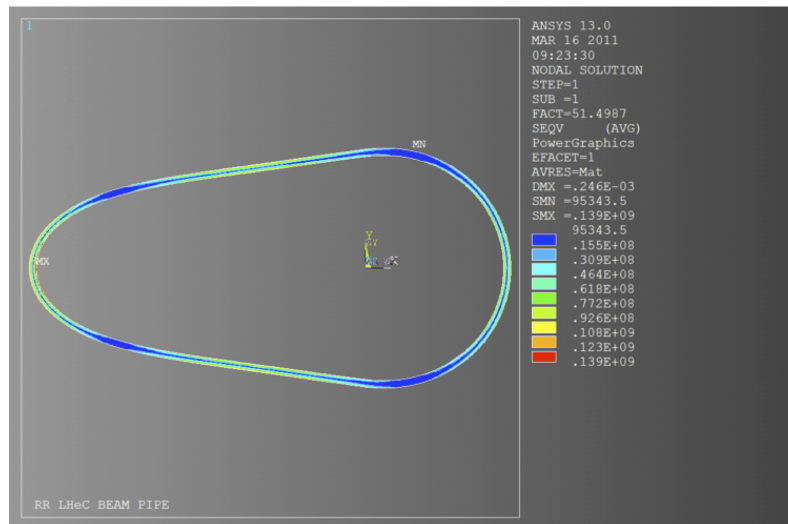 1
ANSYS 13.0
MAR 16 2011
09:23:30
NODAL SOLUTION
STEP=1
SUB =1
FACT=51.4987
SEQV (AVG)
PowerGraphics
EFACET=1
AVRES=Mat
DMX =.246E-03
SMN =95343.5
SMX =.139E+09
95343.5
.155E+08
.309E+08
.464E+08
.618E+08
.772E+08
.926E+08
.108E+09
.123E+09
.139E+09
MN
MX
Y
RR LHeC BEAM PIPE